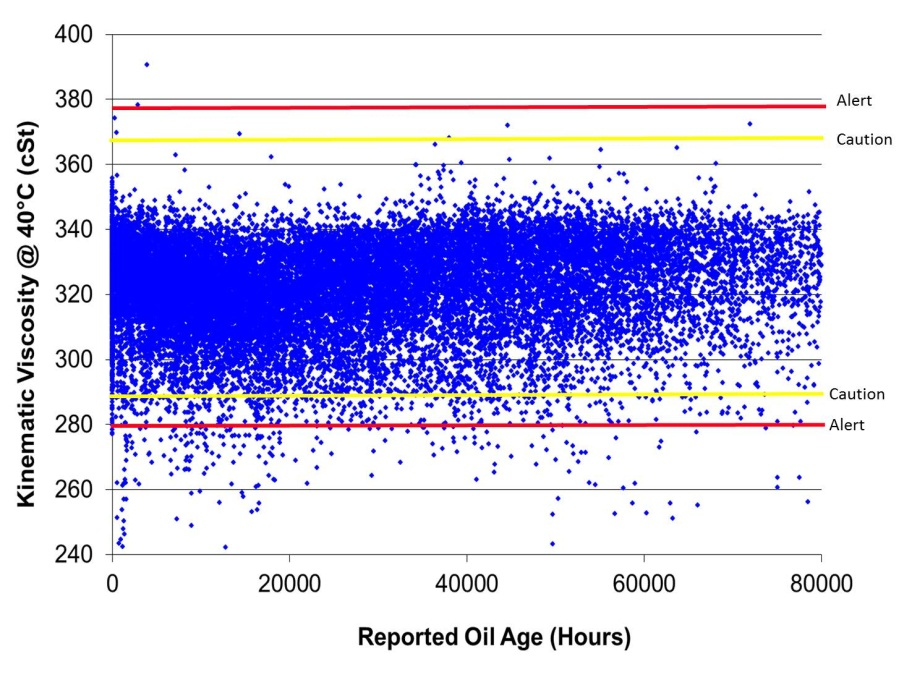 400
380
360
340
320
300
280
260
240
Kinematic Viscosity @ 40°C (cSt)
Alert
Caution
Caution
Alert
0 20000 40000 60000 80000
Reported Oil Age (Hours)